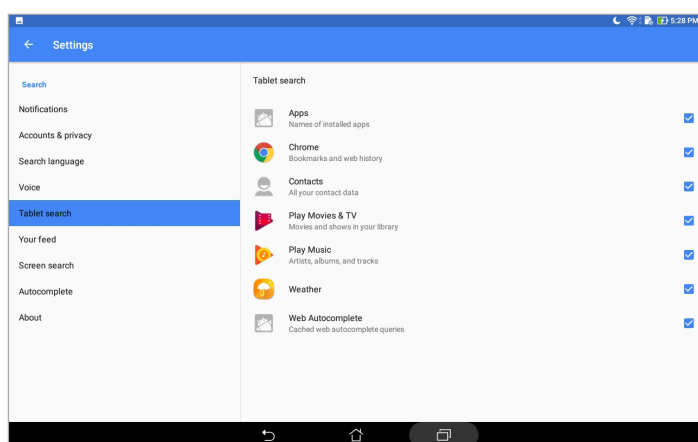 5:28 PM
Settings
Search
Notifications
Accounts & privacy
Search language
Voice
Tablet search
Your feed
Screen search
Autocomplete
About
Tablet search
Apps
Names of installed apps
Chrome
Bookmarks and web history
Contacts
All your contact data
Play Movies & TV
Movies and shows in your library
Play Music
Artists, albums, and tracks
Weather
Web Autocomplete
Cached web autocomplete queries